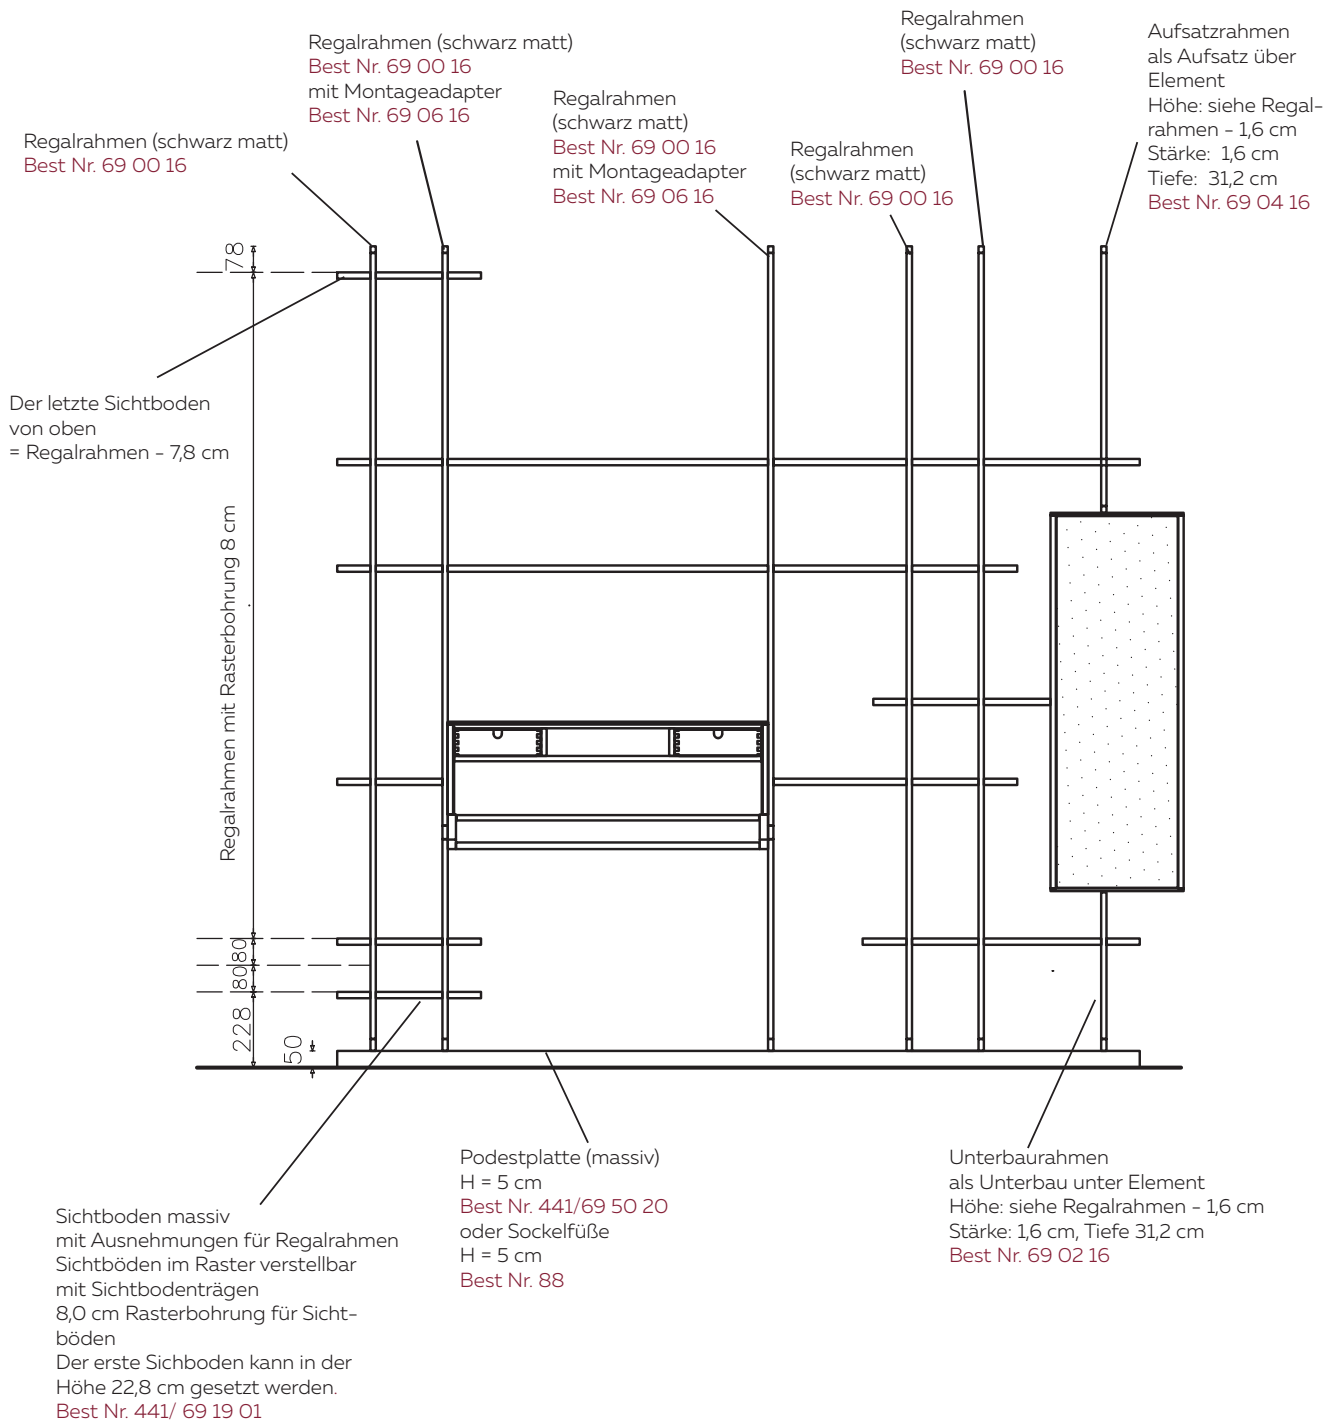 Regalrahmen (schwarz matt)
Best Nr. 69 00 16
Regalrahmen (schwarz matt)
Best Nr. 69 00 16
mit Montageadapter
Best Nr. 69 06 16
Regalrahmen
(schwarz matt)
Best Nr. 69 00 16
mit Montageadapter
Best Nr. 69 06 16
Regalrahmen
(schwarz matt)
Best Nr. 69 00 16
Regalrahmen
(schwarz matt)
Best Nr. 69 00 16
Aufsatzrahmen
als Aufsatz über
Element
Höhe: siehe Regal-
rahmen - 1,6 cm
Stärke: 1,6 cm
Tiefe: 31,2 cm
Best Nr. 69 04 16
78
Der letzte Sichtboden
von oben
= Regalrahmen - 7,8 cm
Regalrahmen mit Rasterbohrung 8 cm
80
80
228
50
Sichtboden massiv
mit Ausnehmungen für Regalrahmen
Sichtböden im Raster verstellbar
mit Sichtbodenträgen
8,0 cm Rasterbohrung für Sicht-
böden
Der erste Sichboden kann in der
Höhe 22,8 cm gesetzt werden.
Best Nr. 441/ 69 19 01
Podestplatte (massiv)
H = 5 cm
Best Nr. 441/69 50 20
oder Sockelfüße
H = 5 cm
Best Nr. 88
Unterbaurahmen
als Unterbau unter Element
Höhe: siehe Regalrahmen - 1,6 cm
Stärke: 1,6 cm, Tiefe 31,2 cm
Best Nr. 69 02 16